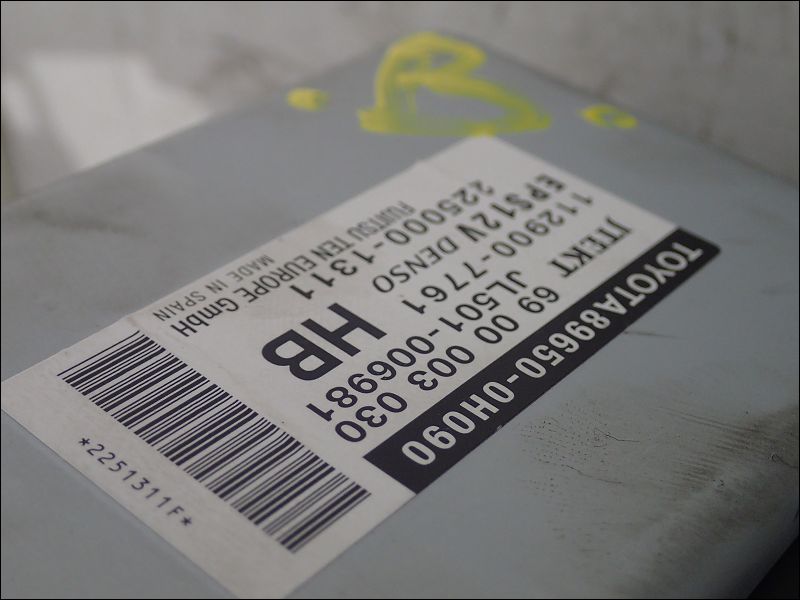 B
TOYOTA 89650-0H090
JTEKT 69 00 003 030
112900-7761 JL501-006981
EPS12V DENSO HB
225000-1311
FUJITSU TEN EUROPE GmbH
MADE IN SPAIN
*2251311F*